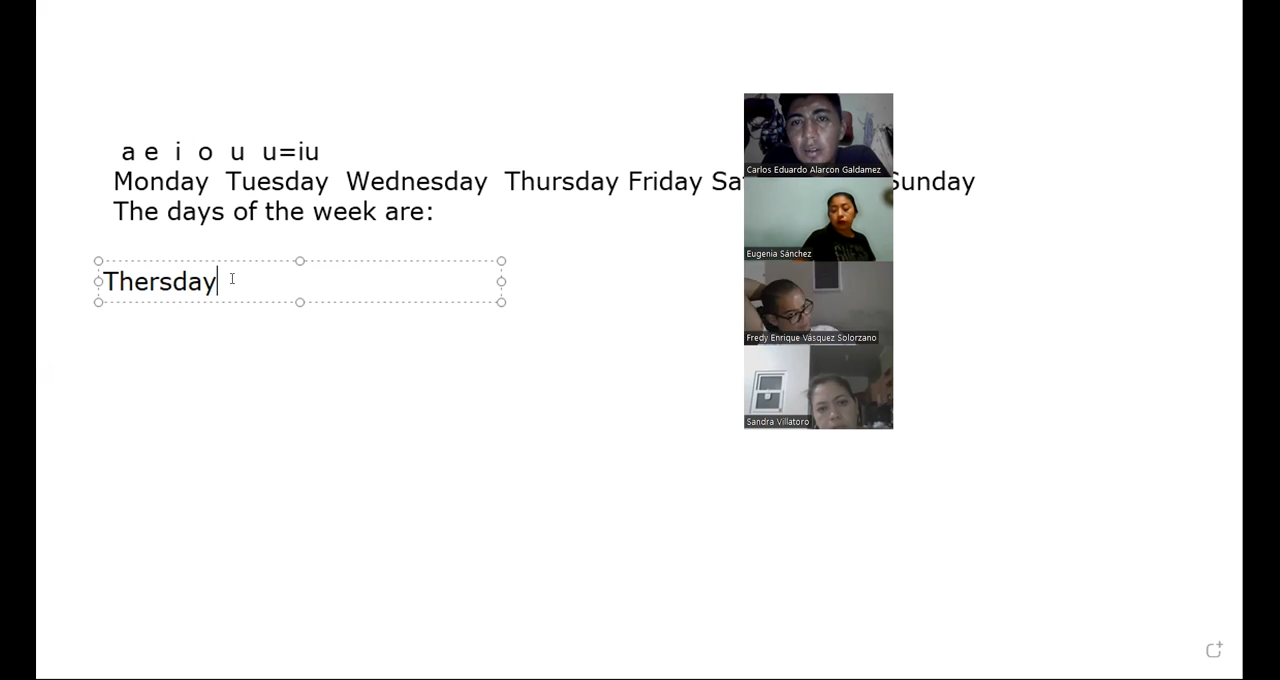 a e i o u u=iu
Monday Tuesday Wednesday Thursday Friday Sa Sunday
The days of the week are:
Thersday
Carlos Eduardo Alarcon Galdamez
Eugenia Sánchez
Fredy Enrique Vásquez Solorzano
Sandra Villatoro